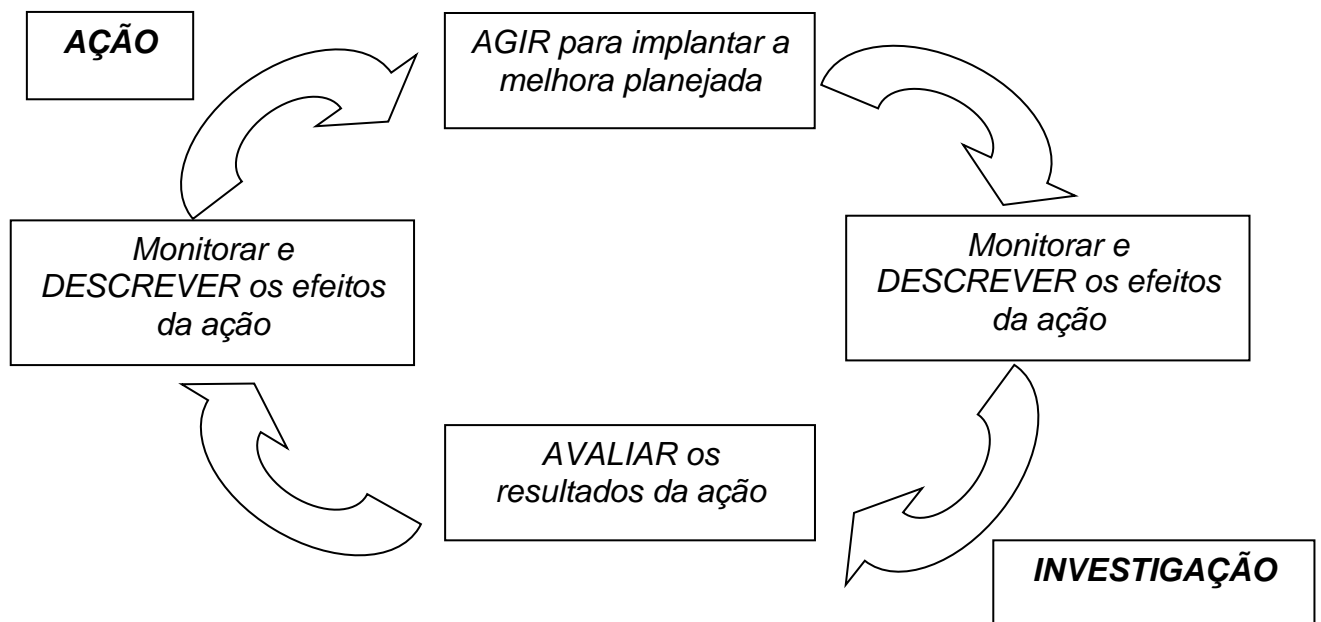 AÇÃO
AGIR para implantar a
melhora planejada
Monitorar e
DESCREVER os efeitos
da ação
Monitorar e
DESCREVER os efeitos
da ação
AVALIAR os
resultados da ação
INVESTIGAÇÃO